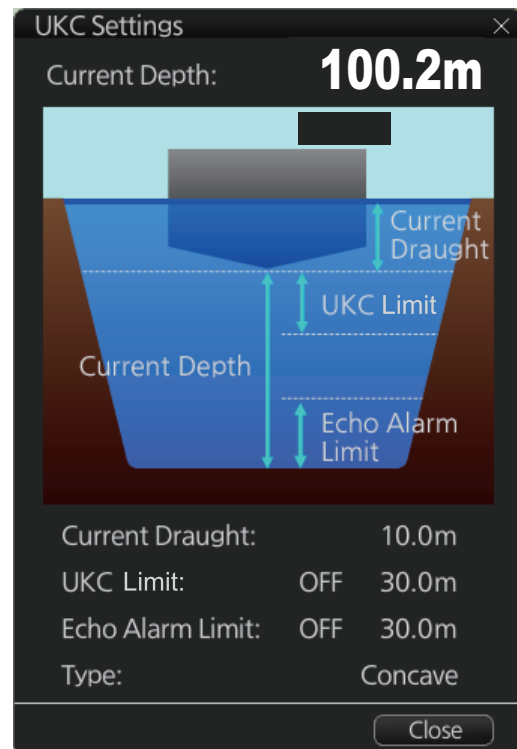 UKC Settings
Current Depth: 100.2m
Current
Draught
UKC Limit
Current Depth
Echo Alarm
Limit
Current Draught: 10.0m
UKC Limit: OFF 30.0m
Echo Alarm Limit: OFF 30.0m
Type: Concave
Close